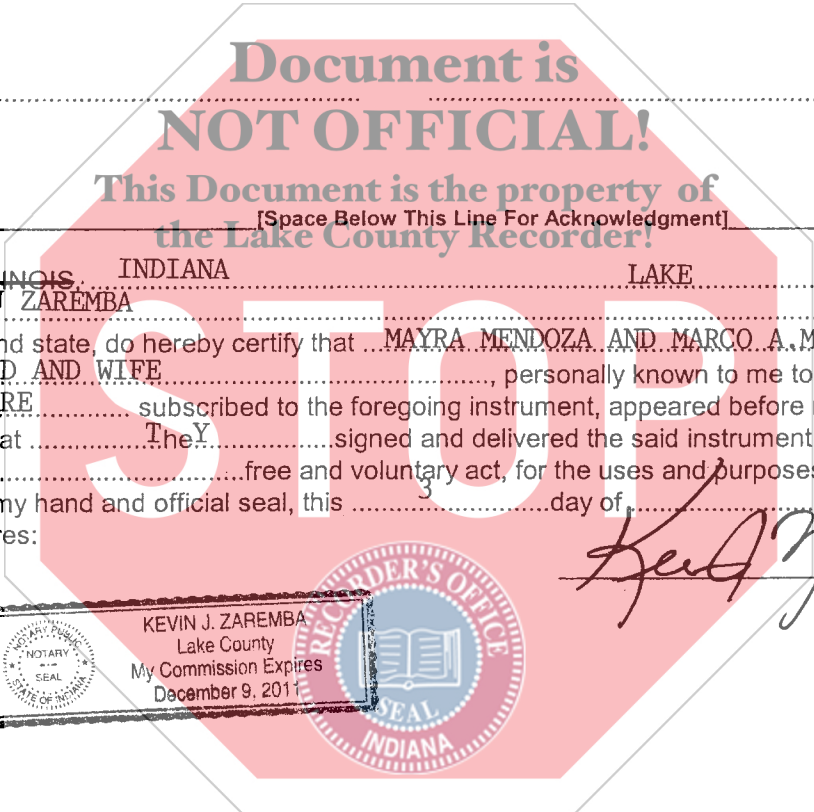 Document is
NOT OFFICIAL!
This Document is the property of
the Lake County Recorder!
[Space Below This Line For Acknowledgment]
INDIANA LAKE
ZAREMBA
nd state, do hereby certify that MAYRA MENDOZA AND MARCO A.M
D AND WIFE, personally known to me to
RE subscribed to the foregoing instrument, appeared before
at TheY signed and delivered the said instrument
free and voluntary act, for the uses and purposes
my hand and official seal, this 3 day of
res:
STOP
KEVIN J. ZAREMBA
Lake County
My Commission Expires
December 9, 2011
NOTARY PUBLIC
NOTARY
SEAL
STATE OF INDIANA
RECORDER'S OFFICE
SEAL
INDIANA